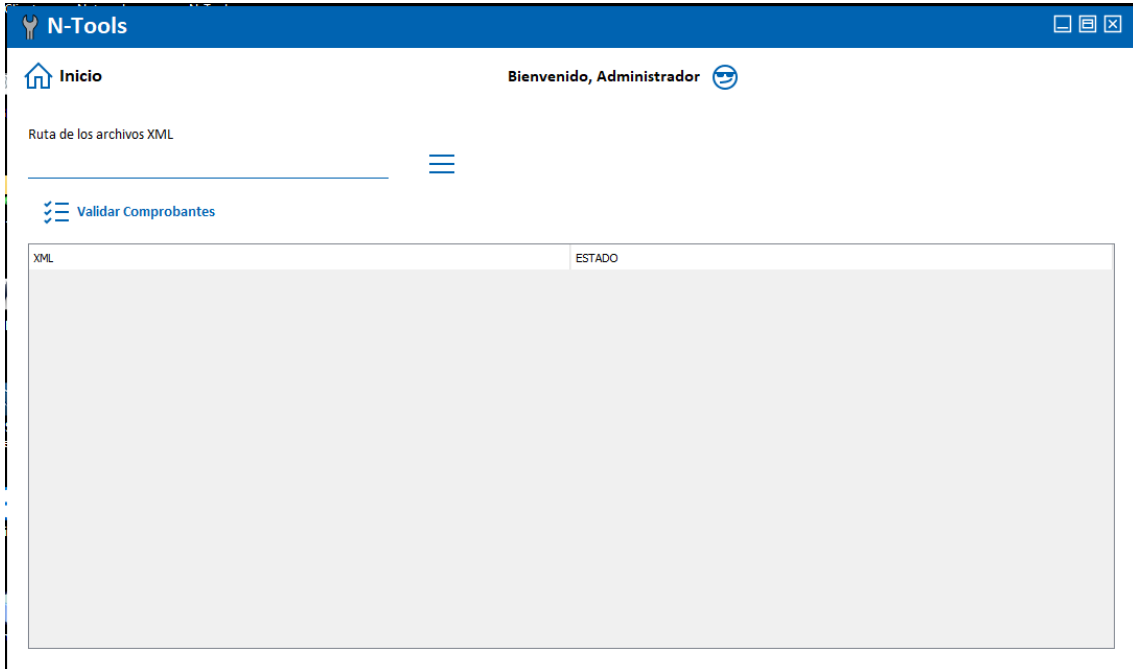 N-Tools
Inicio
Bienvenido, Administrador
Ruta de los archivos XML
Validar Comprobantes
XML ESTADO